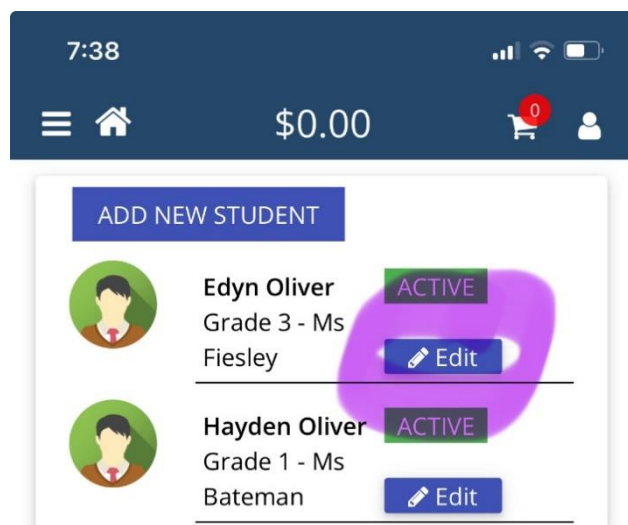 7:38
$0.00
0
ADD NEW STUDENT
Edyn Oliver ACTIVE
Grade 3 - Ms
Fiesley Edit
Hayden Oliver ACTIVE
Grade 1 - Ms
Bateman Edit